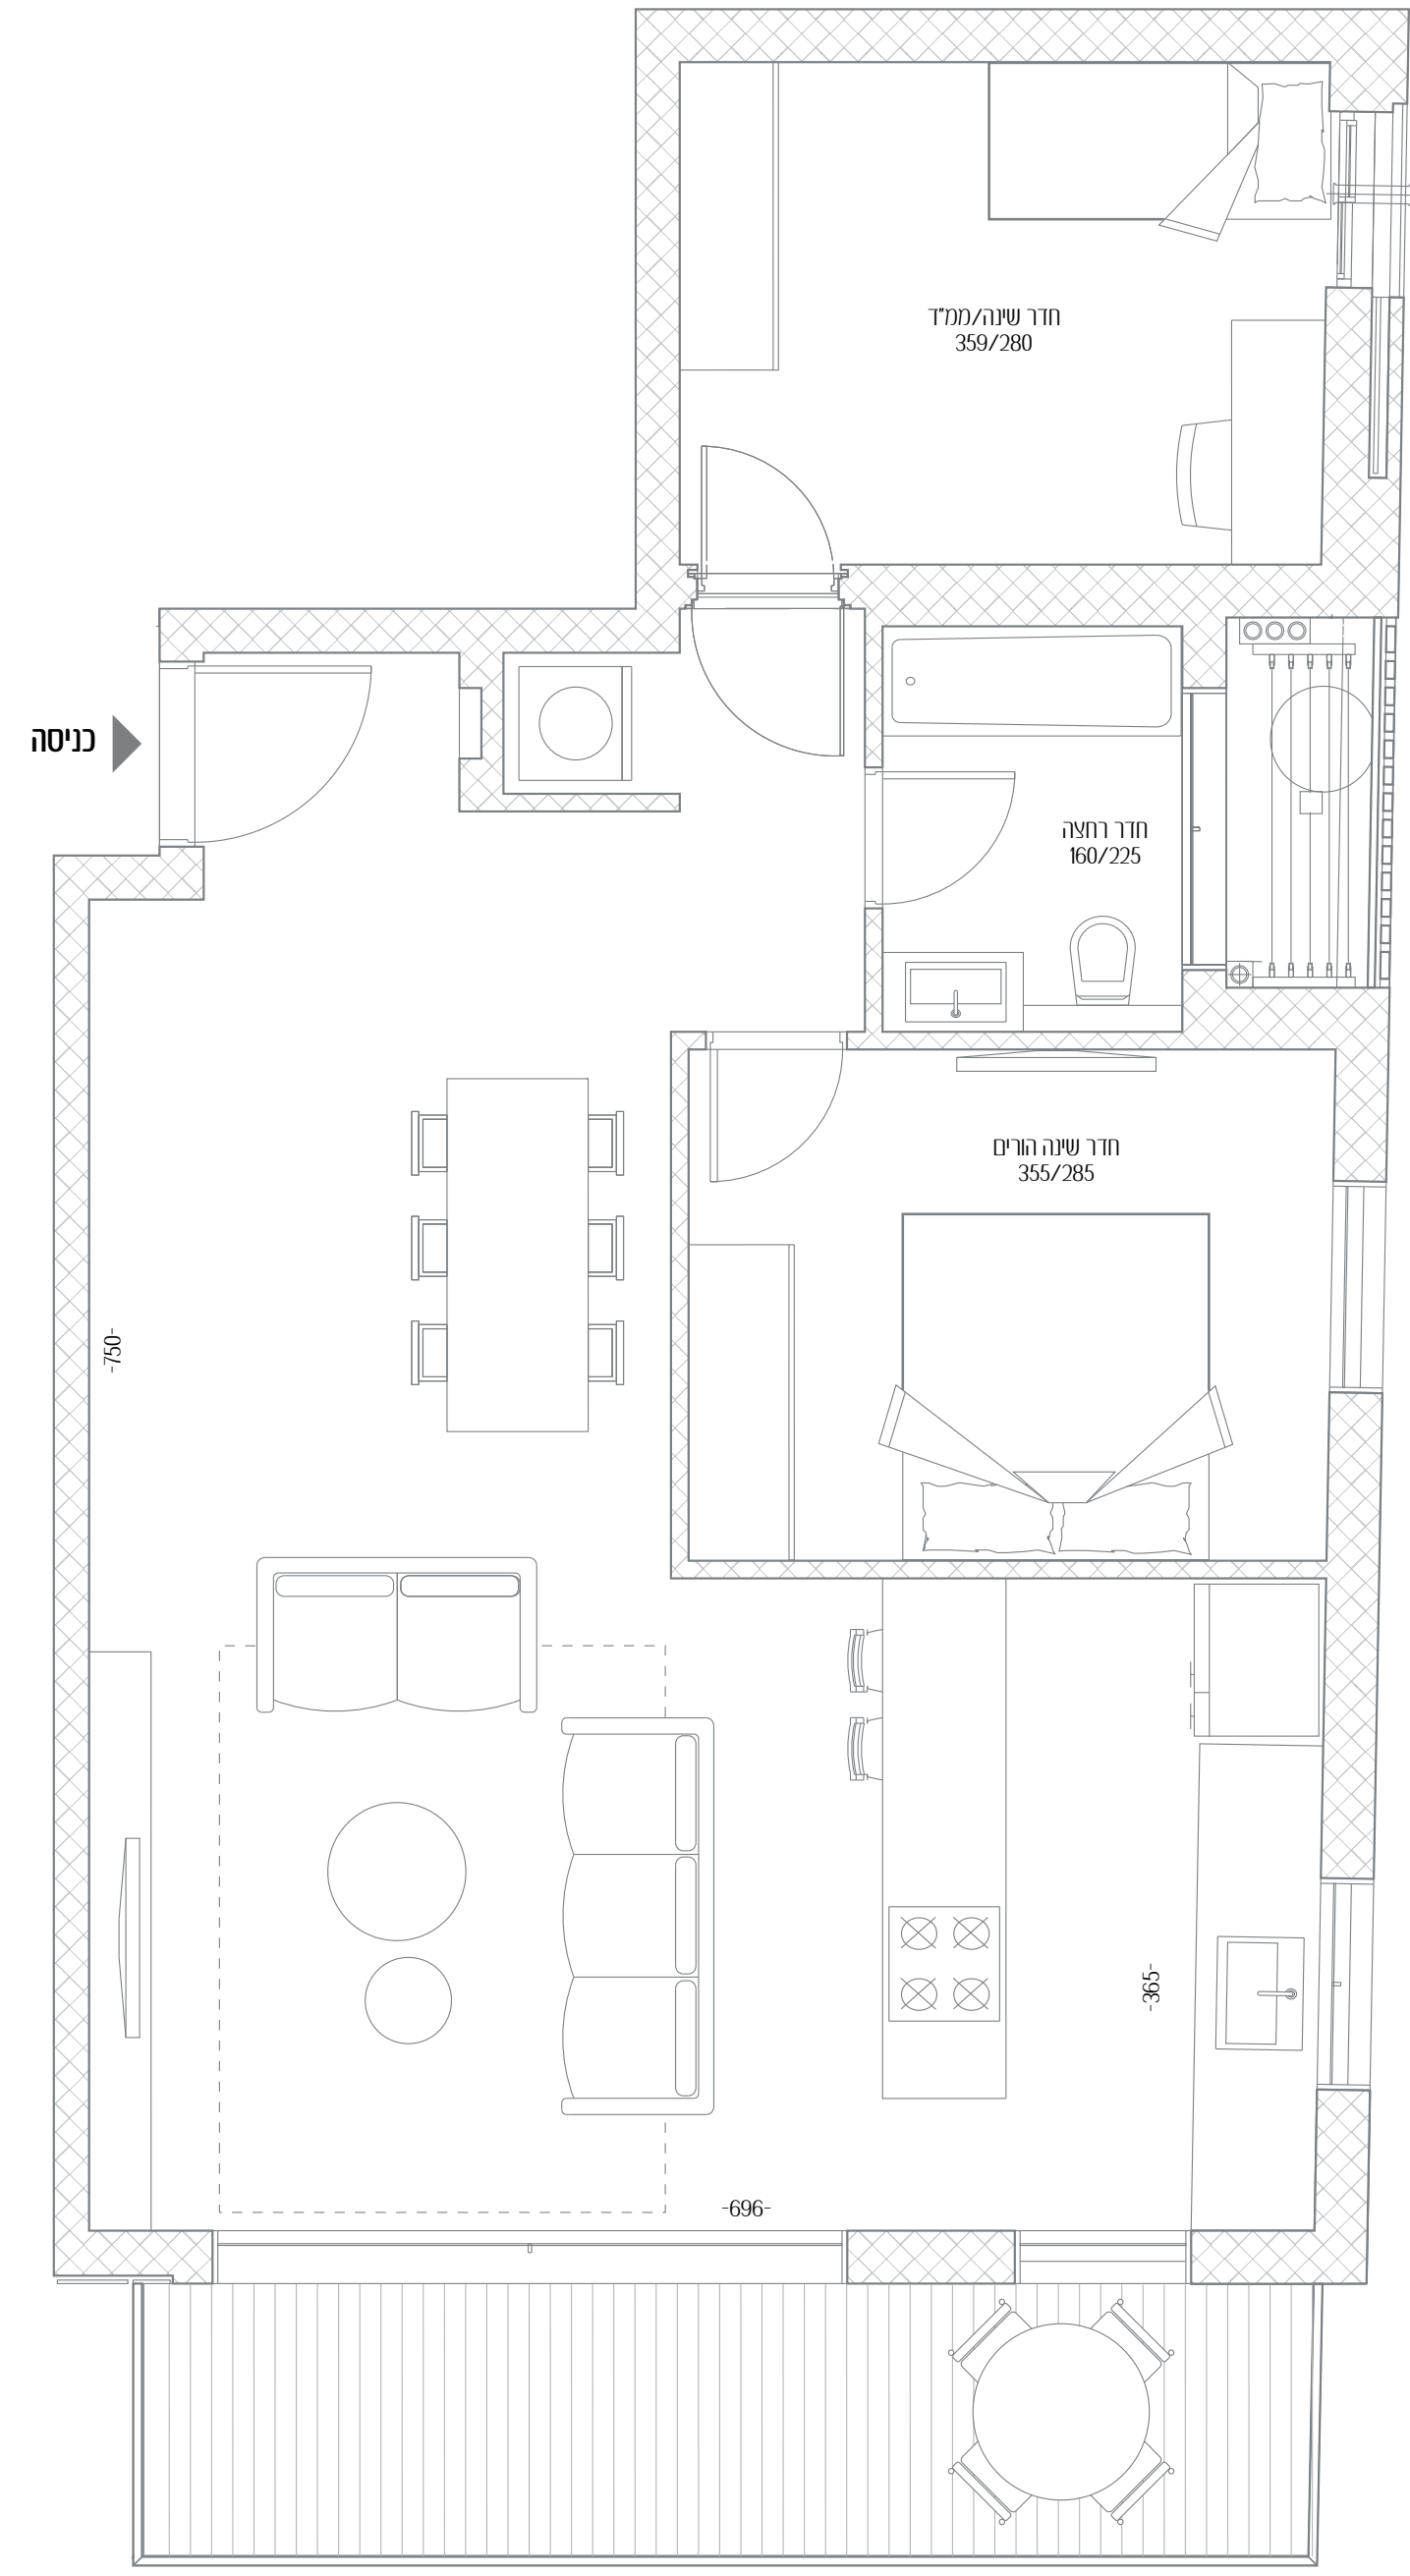 חדר שינה/ממ"ד
359/280
כניסה
חדר רחצה
160/225
חדר שינה הורים
355/285
-750-
-365-
-696-